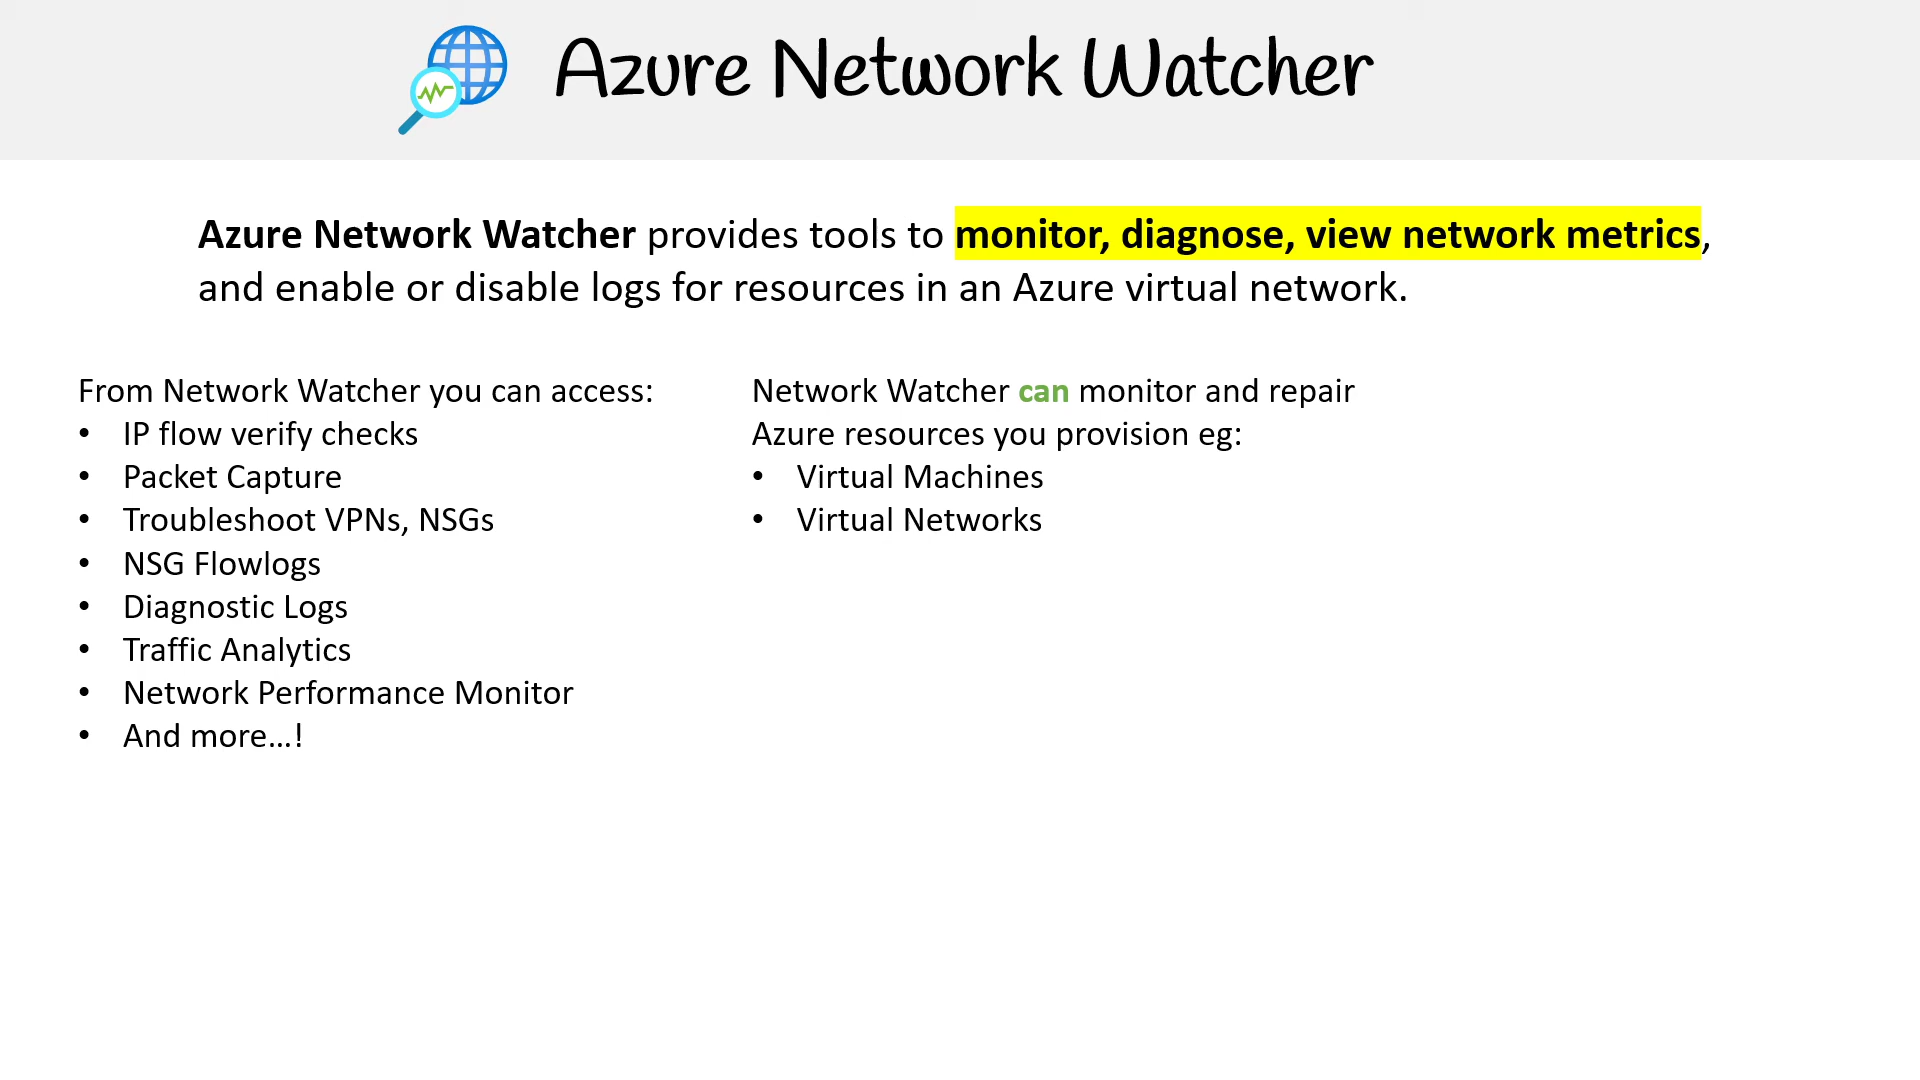 Azure Network Watcher
Azure Network Watcher provides tools to monitor, diagnose, view network metrics,
and enable or disable logs for resources in an Azure virtual network.
From Network Watcher you can access:
• IP flow verify checks
• Packet Capture
• Troubleshoot VPNs, NSGs
• NSG Flowlogs
• Diagnostic Logs
• Traffic Analytics
• Network Performance Monitor
• And more…!
Network Watcher can monitor and repair
Azure resources you provision eg:
• Virtual Machines
• Virtual Networks